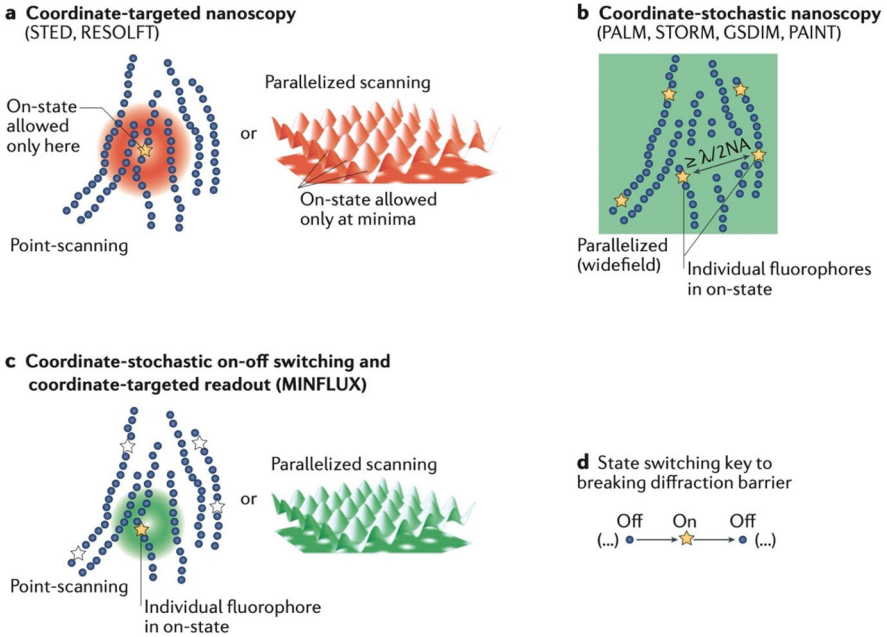 a Coordinate-targeted nanoscopy
(STED, RESOLFT)
On-state
allowed
only here
or
Parallelized scanning
On-state allowed
only at minima
Point-scanning
b Coordinate-stochastic nanoscopy
(PALM, STORM, GSDIM, PAINT)
≥ λ/2NA
Parallelized
(widefield)
Individual fluorophores
in on-state
c Coordinate-stochastic on-off switching and
coordinate-targeted readout (MINFLUX)
Parallelized scanning
or
Point-scanning
Individual fluorophore
in on-state
d State switching key to
breaking diffraction barrier
Off On Off
(...) (...)